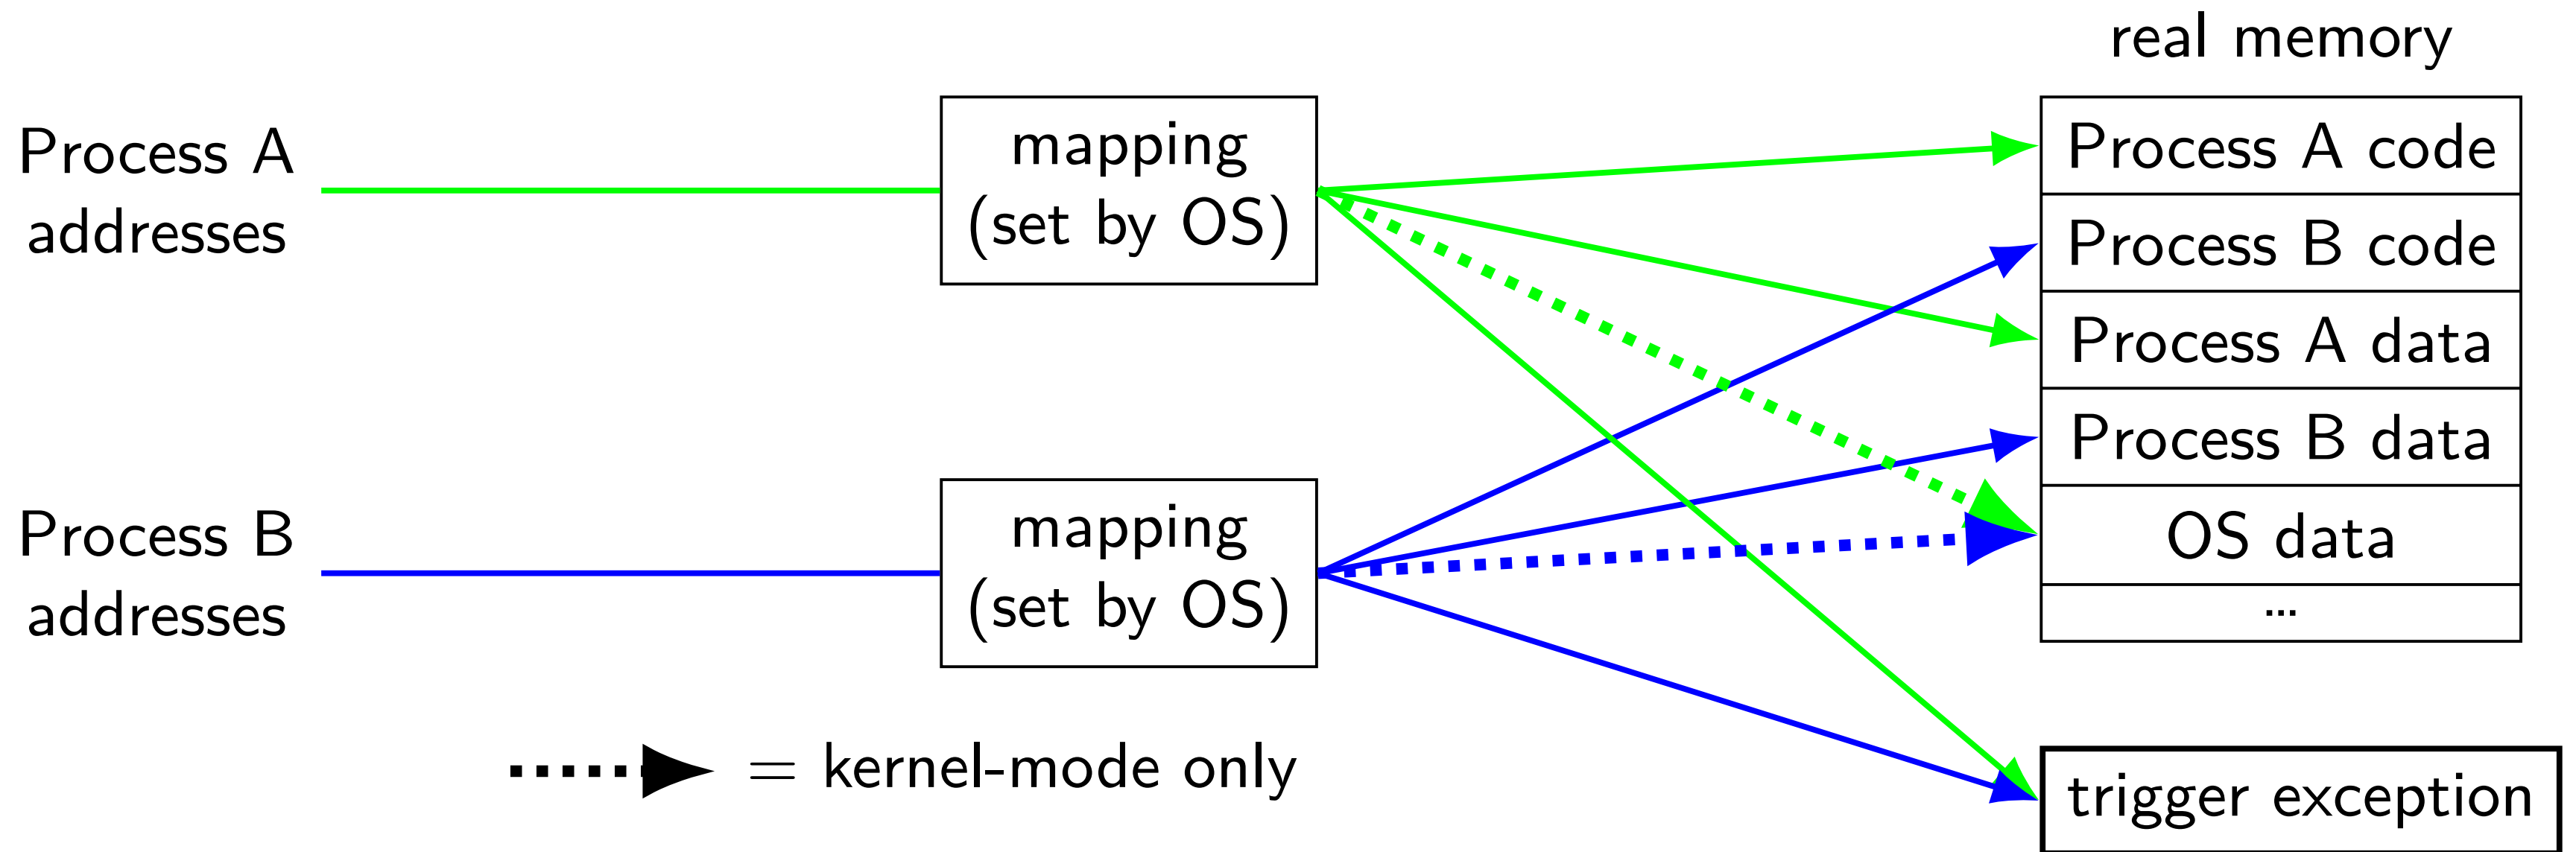 real memory
Process A
addresses
mapping
(set by OS)
Process A code
Process B code
Process A data
Process B data
OS data
...
Process B
addresses
mapping
(set by OS)
= kernel-mode only
trigger exception